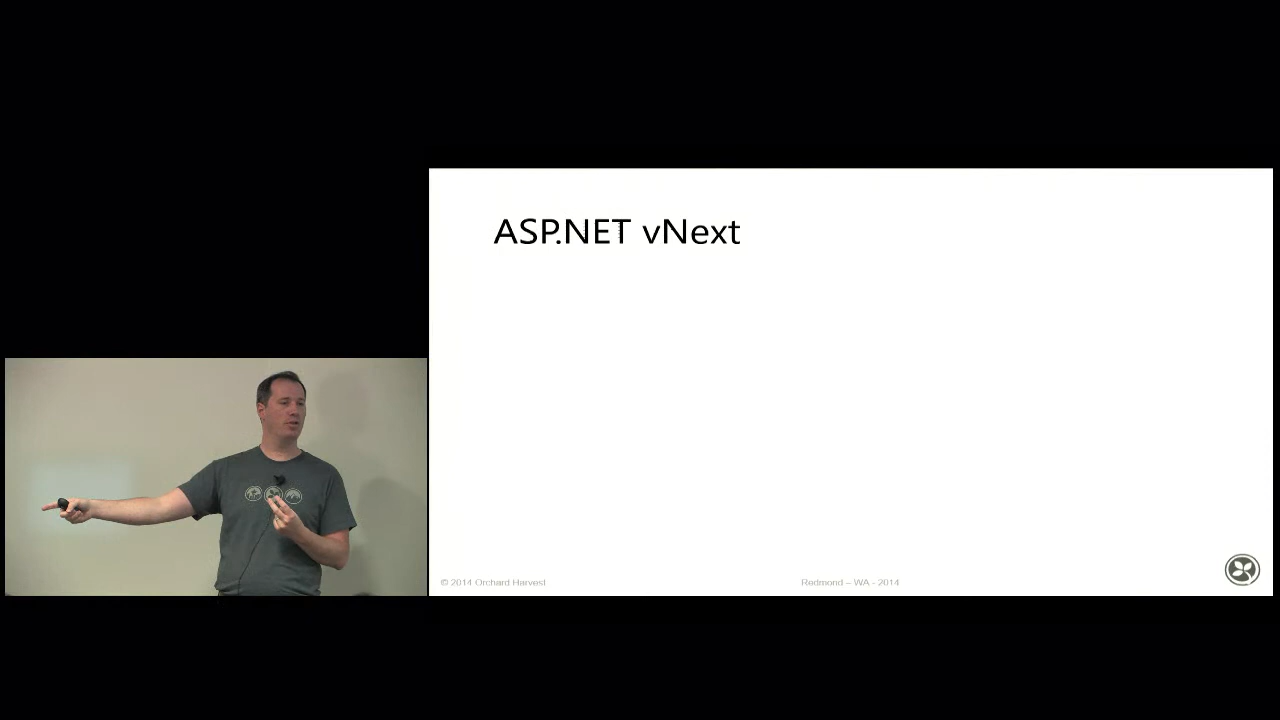 ASP.NET vNext
© 2014 Orchard Harvest
Redmond – WA - 2014